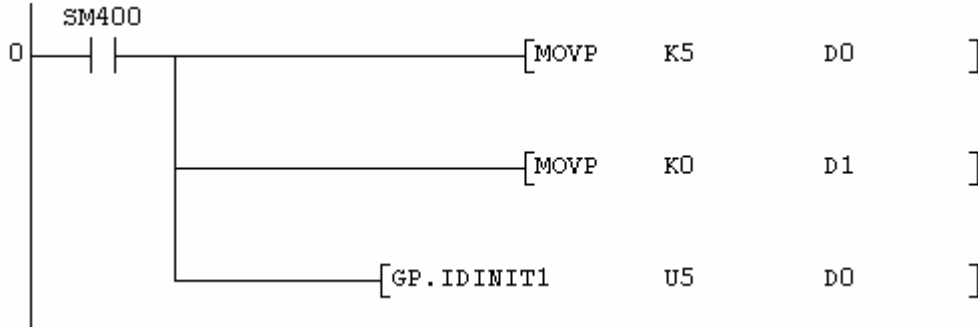 SM400
0 [MOVP K5 D0 ]
[MOVP K0 D1 ]
[GP.IDINIT1 U5 D0 ]